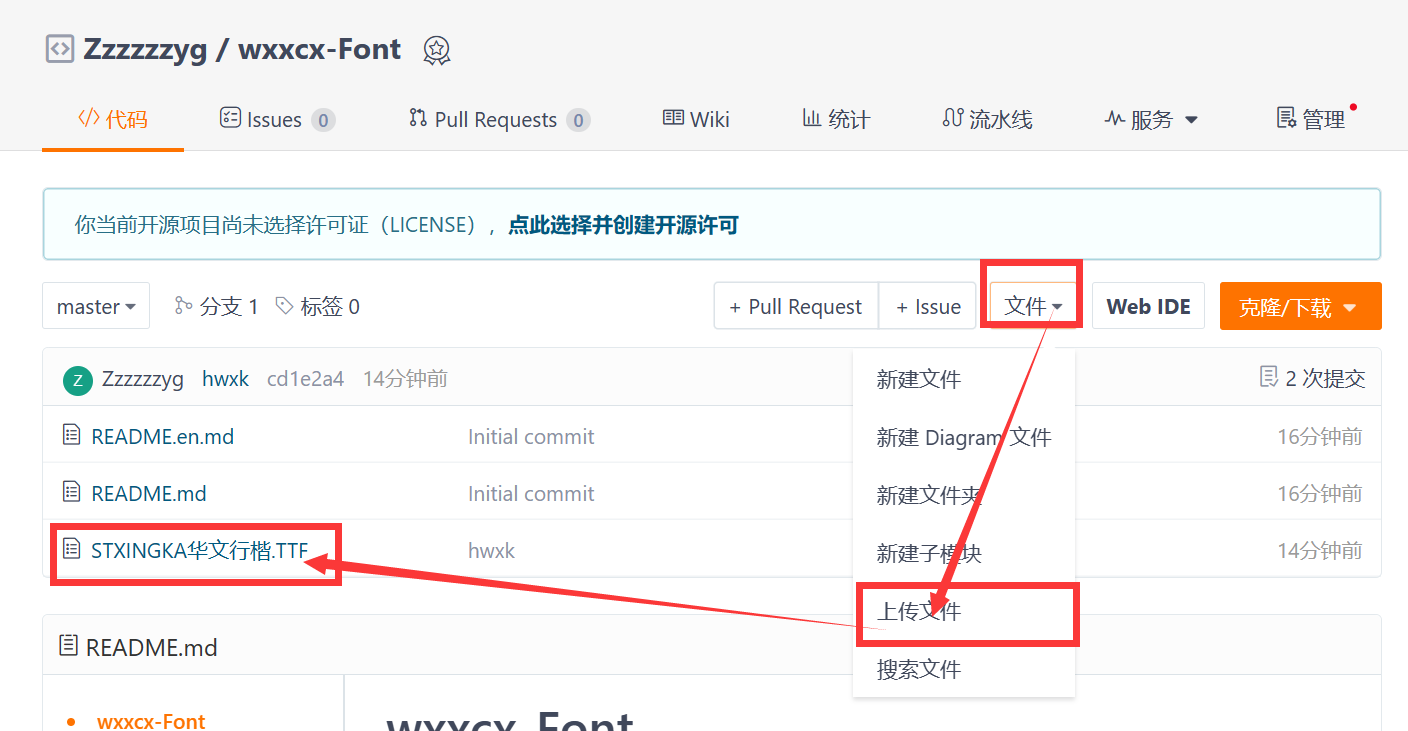 Zzzzzzyg / wxxcx-Font
代码 Issues 0 Pull Requests 0 Wiki 统计 流水线 服务 管理
你当前开源项目尚未选择许可证（LICENSE），点此选择并创建开源许可
master 分支 1 标签 0 + Pull Request + Issue 文件 Web IDE 克隆/下载
Z Zzzzzzyg hwxk cd1e2a4 14分钟前 2 次提交
README.en.md Initial commit 16分钟前
README.md Initial commit 16分钟前
STXINGKA华文行楷.TTF hwxk 14分钟前
新建文件
新建 Diagram 文件
新建文件夹
新建子模块
上传文件
搜索文件
README.md
wxxcx-Font
wxxcx-Font